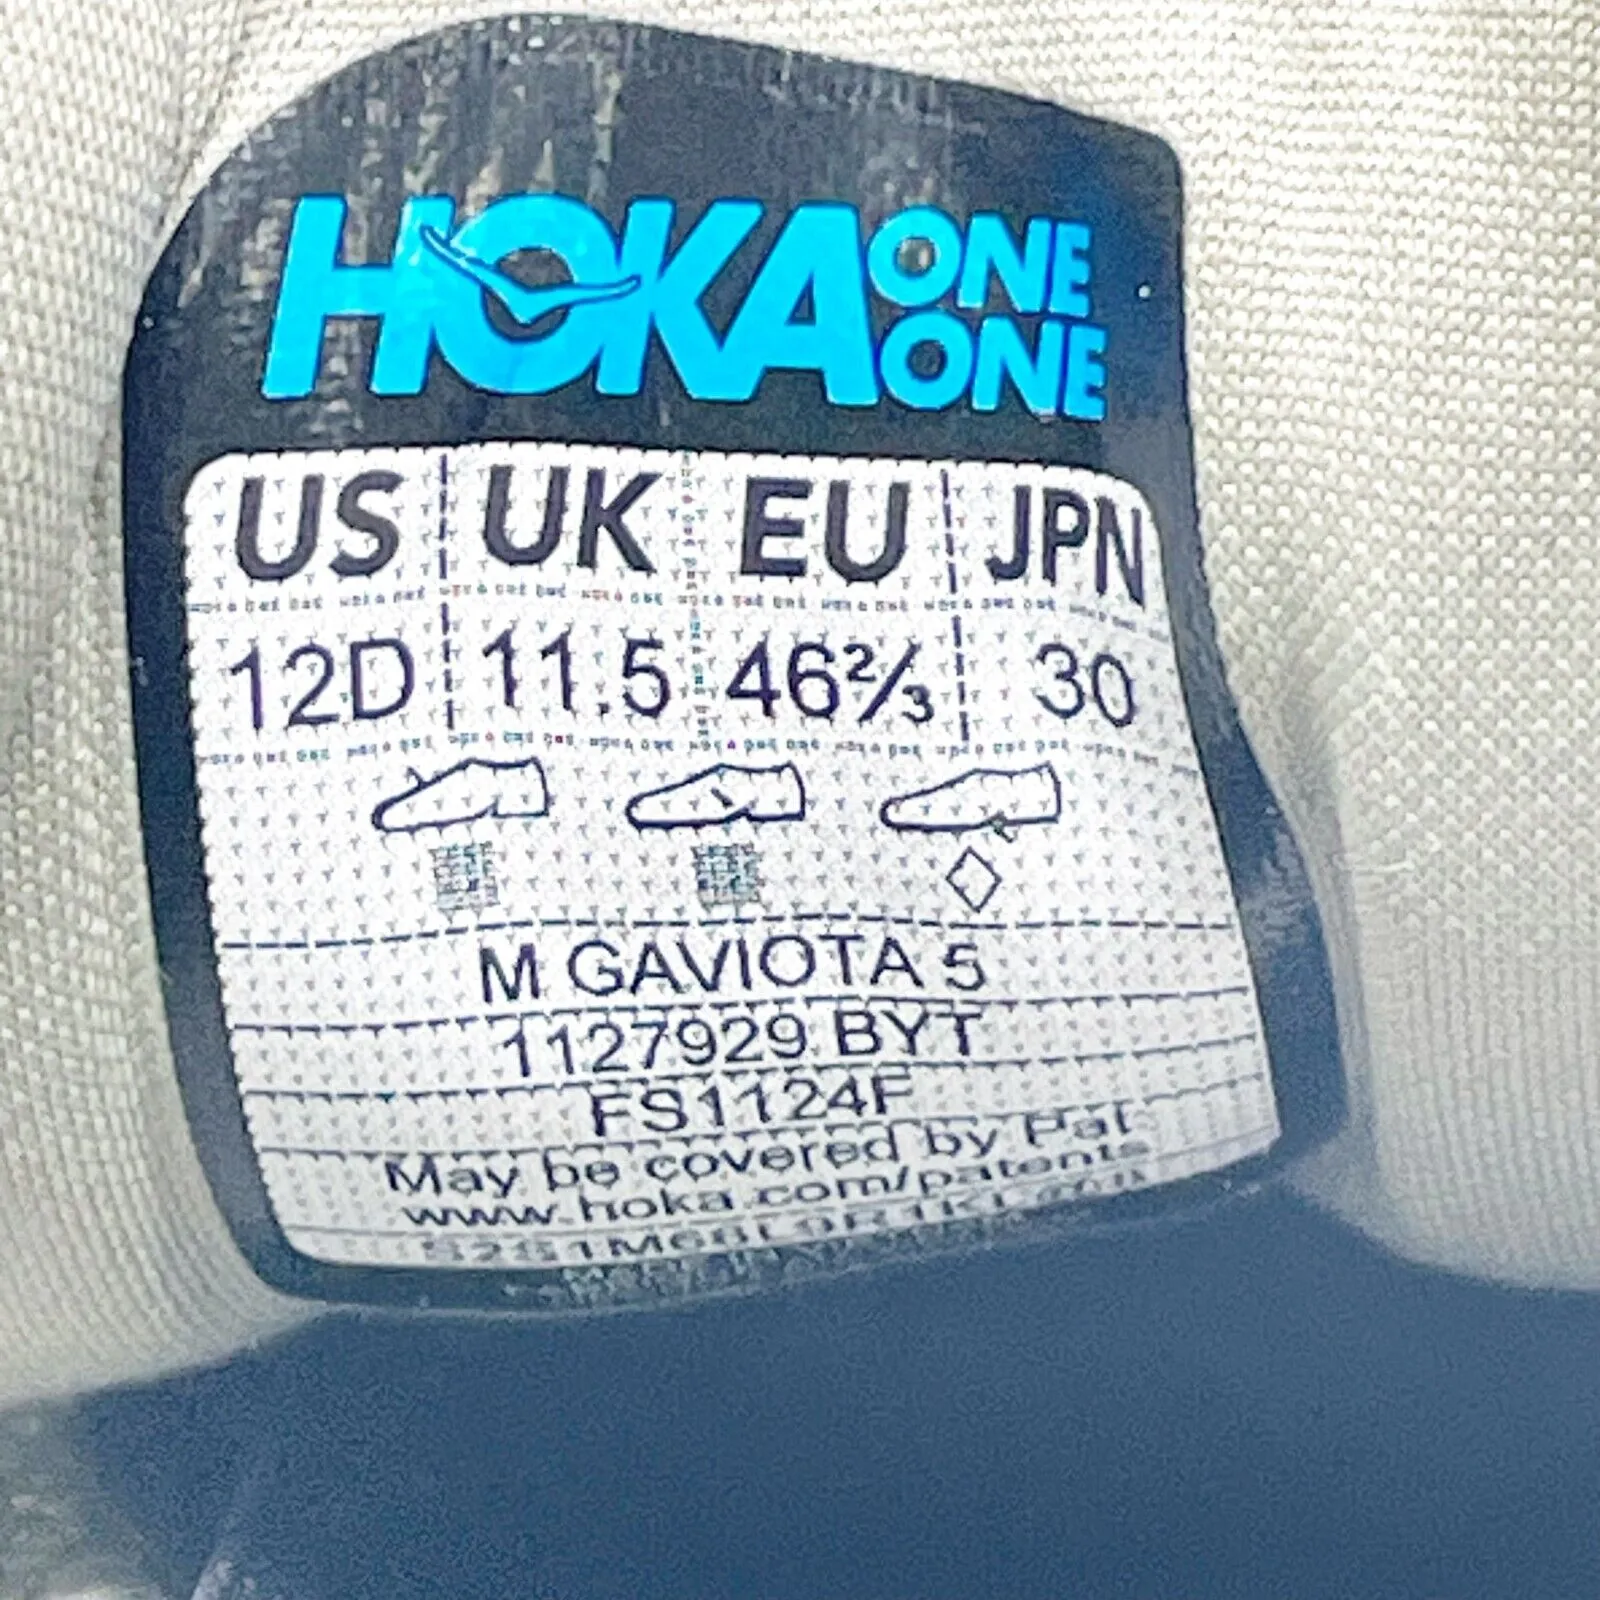 HOKA ONE ONE
US UK EU JPN
12D 11.5 46⅔ 30
M GAVIOTA 5
1127929 BYT
FS1124F
May be covered by Pat
www.hoka.com/patents